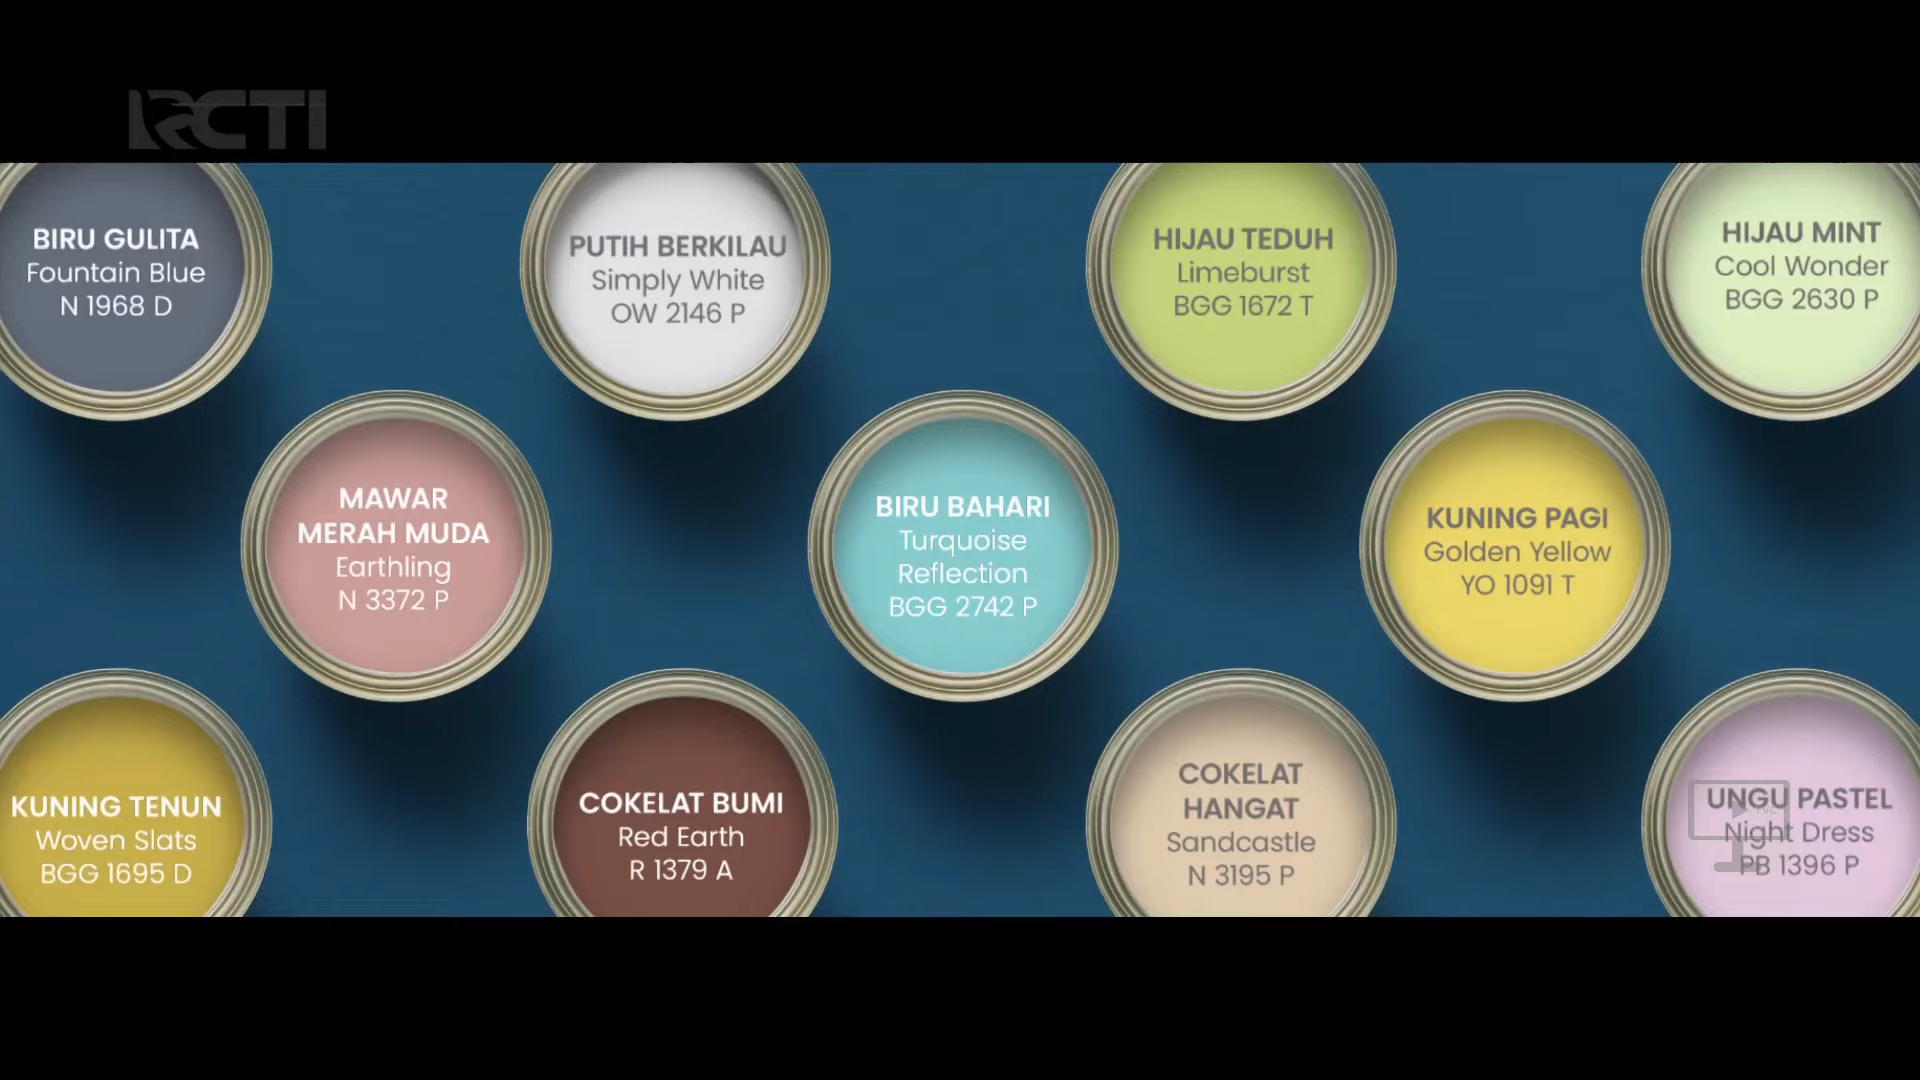 RCTI
BIRU GULITA
Fountain Blue
N 1968 D
PUTIH BERKILAU
Simply White
OW 2146 P
HIJAU TEDUH
Limeburst
BGG 1672 T
HIJAU MINT
Cool Wonder
BGG 2630 P
MAWAR
MERAH MUDA
Earthling
N 3372 P
BIRU BAHARI
Turquoise
Reflection
BGG 2742 P
KUNING PAGI
Golden Yellow
YO 1091 T
KUNING TENUN
Woven Slats
BGG 1695 D
COKELAT BUMI
Red Earth
R 1379 A
COKELAT
HANGAT
Sandcastle
N 3195 P
UNGU PASTEL
Night Dress
PB 1396 P